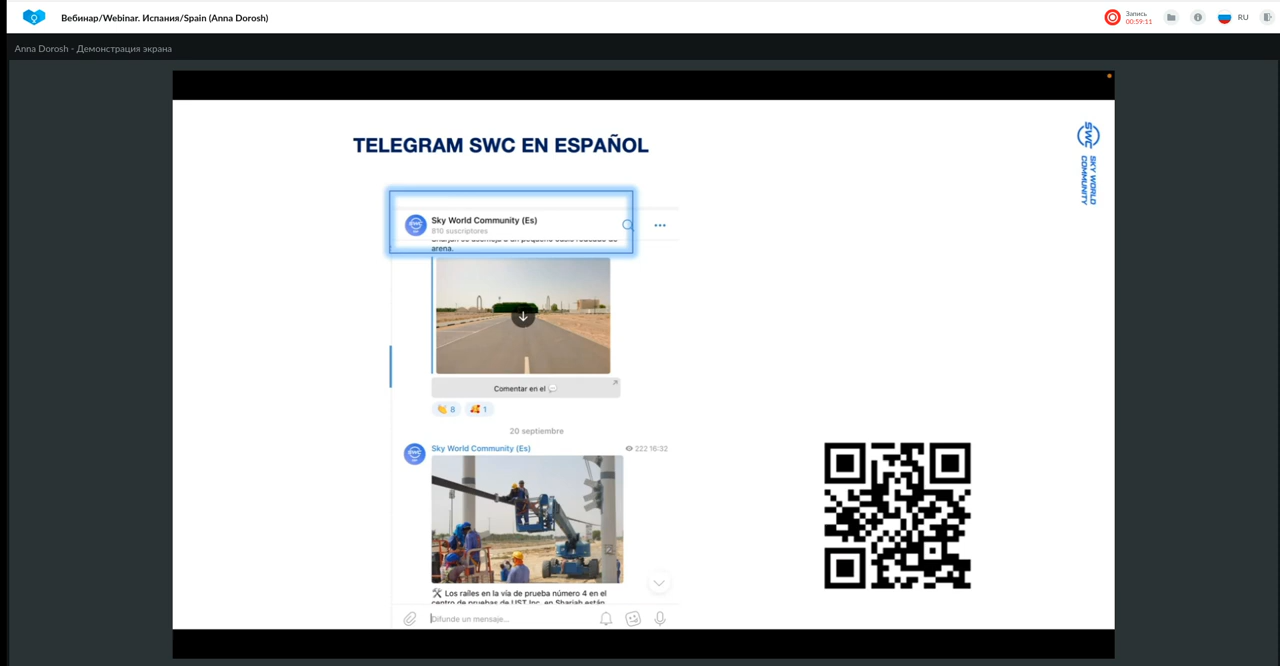 Вебинар/Webinar. Испания/Spain (Anna Dorosh)
Запись
00:59:11
RU
Anna Dorosh - Демонстрация экрана
TELEGRAM SWC EN ESPAÑOL
SWC
SKY WORLD
COMMUNITY
Sky World Community (Es)
810 suscriptores
arena.
Comentar en el
8
1
20 septiembre
Sky World Community (Es)
222 16:32
Los raíles en la vía de prueba número 4 en el
centro de pruebas de UST Inc. en Sharjah están
Difunde un mensaje...